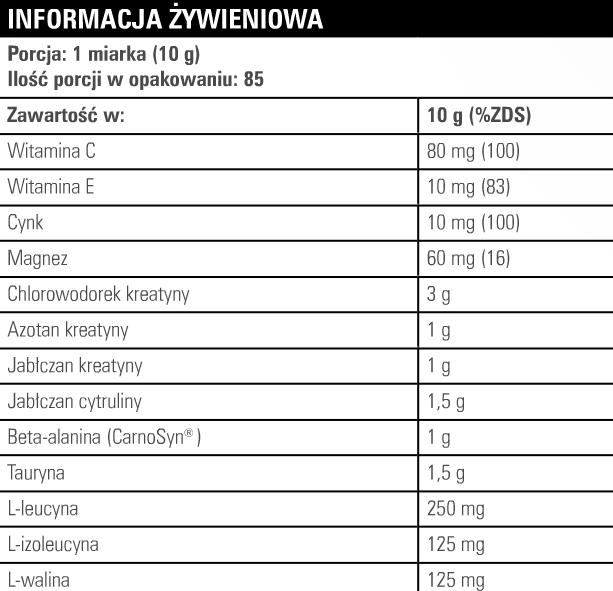 INFORMACJA ŻYWIENIOWA
Porcja: 1 miarka (10 g)
Ilość porcji w opakowaniu: 85
Zawartość w: 10 g (%ZDS)
Witamina C 80 mg (100)
Witamina E 10 mg (83)
Cynk 10 mg (100)
Magnez 60 mg (16)
Chlorowodorek kreatyny 3 g
Azotan kreatyny 1 g
Jabłczan kreatyny 1 g
Jabłczan cytruliny 1,5 g
Beta-alanina (CarnoSyn®) 1 g
Tauryna 1,5 g
L-leucyna 250 mg
L-izoleucyna 125 mg
L-walina 125 mg